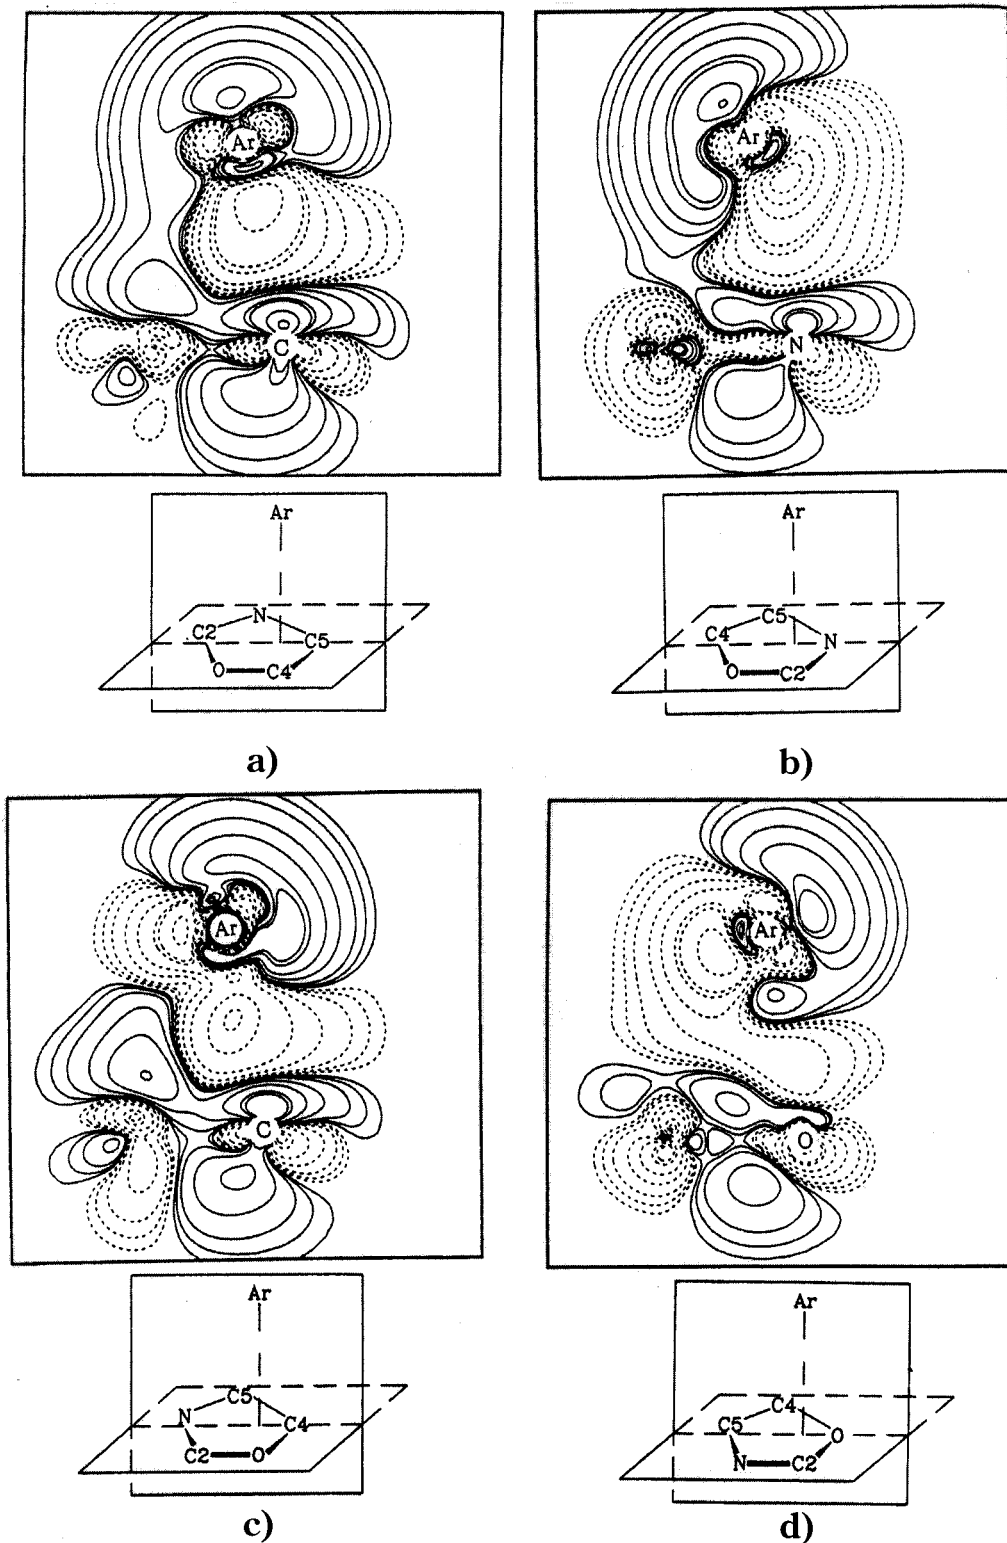 Ar Ar
C N
Ar Ar
N C5
C2 C5 C4 N
O C4 O C2
a) b)
Ar Ar
C O
Ar Ar
C5 C4
N C4 C5 O
C2 O N C2
c) d)